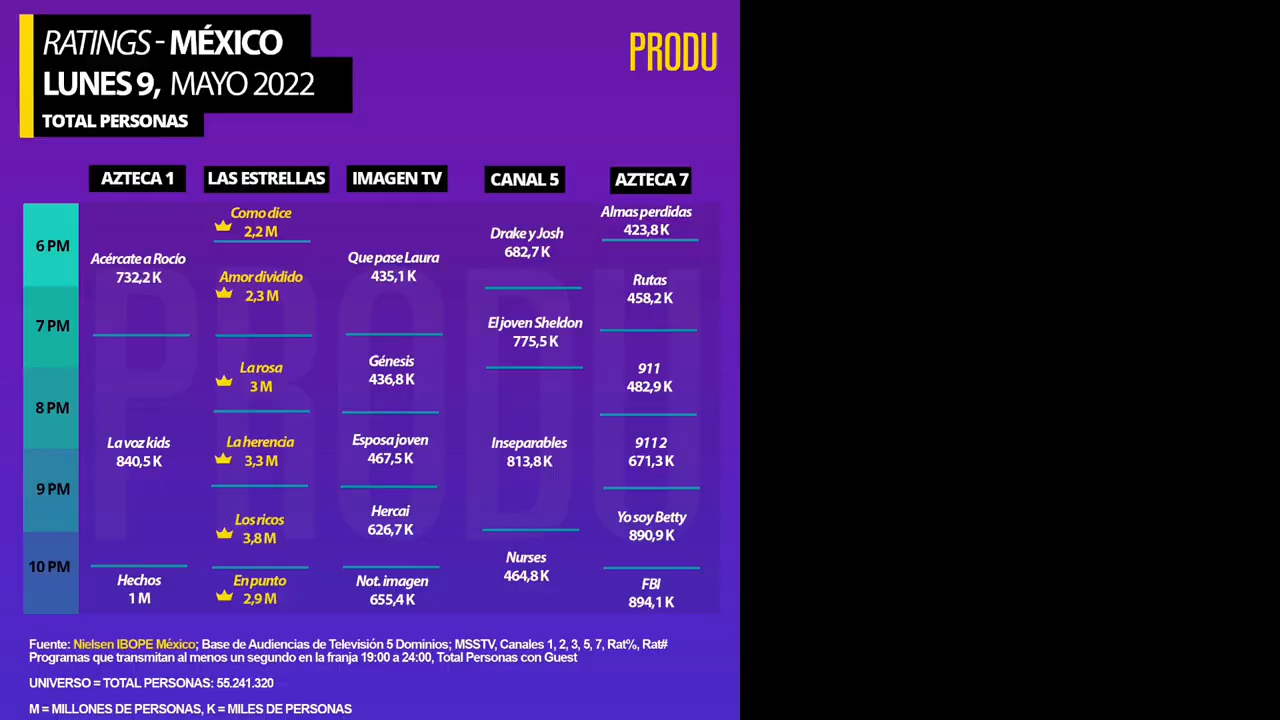 RATINGS - MÉXICO
LUNES 9, MAYO 2022
TOTAL PERSONAS
PRODU
AZTECA 1
LAS ESTRELLAS
IMAGEN TV
CANAL 5
AZTECA 7
6 PM
7 PM
8 PM
9 PM
10 PM
Acércate a Rocío
732,2 K
La voz kids
840,5 K
Hechos
1 M
Como dice
2,2 M
Amor dividido
2,3 M
La rosa
3 M
La herencia
3,3 M
Los ricos
3,8 M
En punto
2,9 M
Que pase Laura
435,1 K
Génesis
436,8 K
Esposa joven
467,5 K
Hercai
626,7 K
Not. imagen
655,4 K
Drake y Josh
682,7 K
El joven Sheldon
775,5 K
Inseparables
813,8 K
Nurses
464,8 K
Almas perdidas
423,8 K
Rutas
458,2 K
911
482,9 K
911 2
671,3 K
Yo soy Betty
890,9 K
FBI
894,1 K
PRODU
Fuente: Nielsen IBOPE México; Base de Audiencias de Televisión 5 Dominios; MSSTV, Canales 1, 2, 3, 5, 7, Rat%, Rat#
Programas que transmitan al menos un segundo en la franja 19:00 a 24:00, Total Personas con Guest
UNIVERSO = TOTAL PERSONAS: 55.241.320
M = MILLONES DE PERSONAS, K = MILES DE PERSONAS